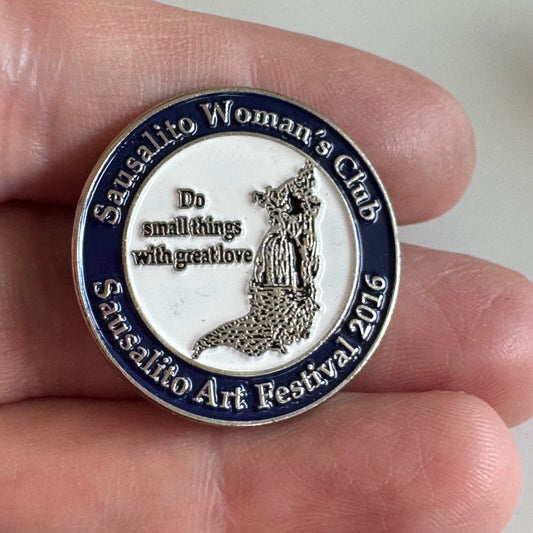 Sausalito Woman's Club
Do
small things
with great love
Sausalito Art Festival 2016